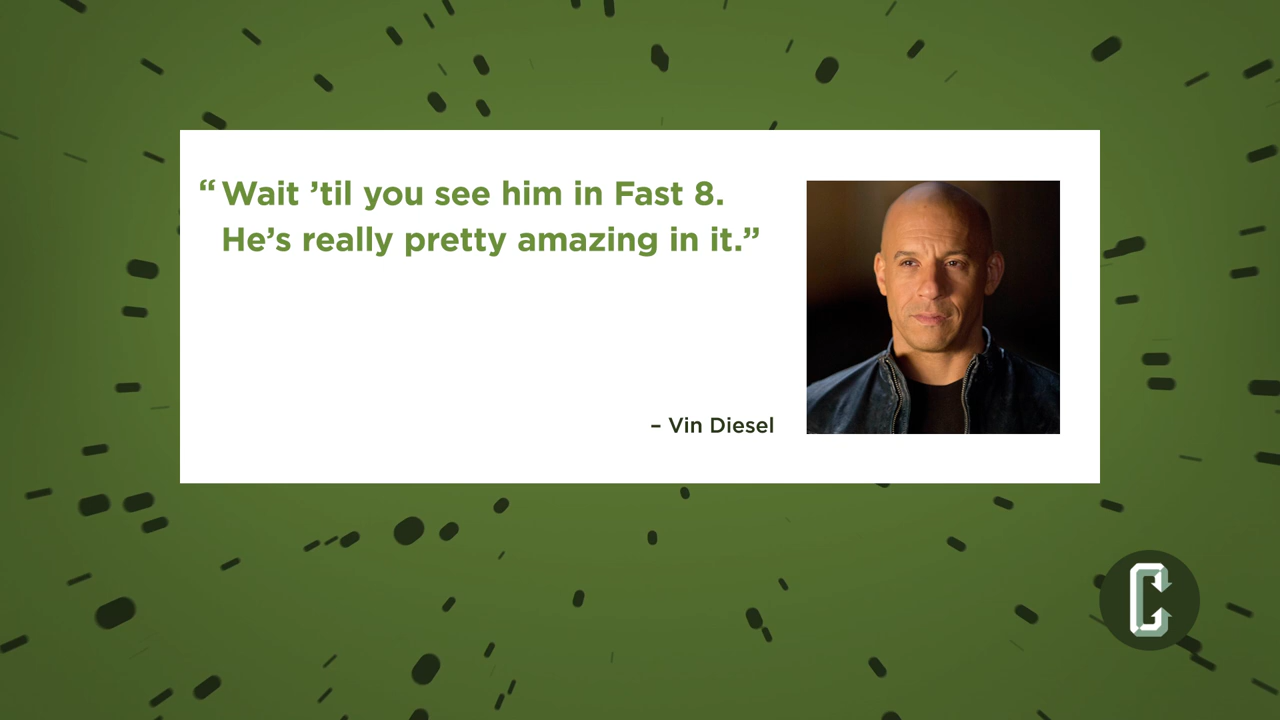 “Wait ’til you see him in Fast 8.
He’s really pretty amazing in it.”
– Vin Diesel
C